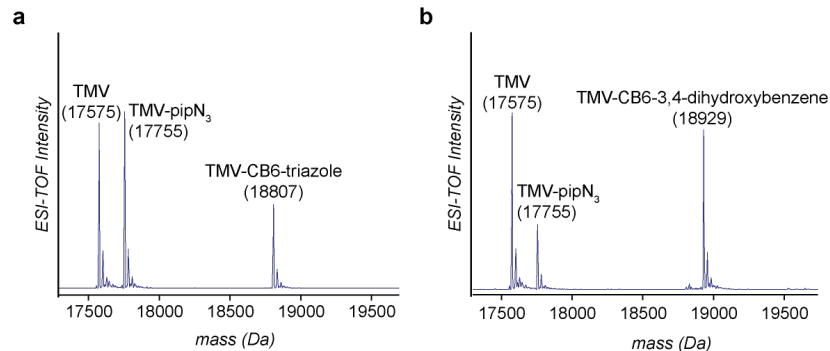 a
ESI-TOF Intensity
TMV
(17575)
TMV-pipN3
(17755)
TMV-CB6-triazole
(18807)
17500 18000 18500 19000 19500
mass (Da)
b
ESI-TOF Intensity
TMV
(17575)
TMV-pipN3
(17755)
TMV-CB6-3,4-dihydroxybenzene
(18929)
17500 18000 18500 19000 19500
mass (Da)